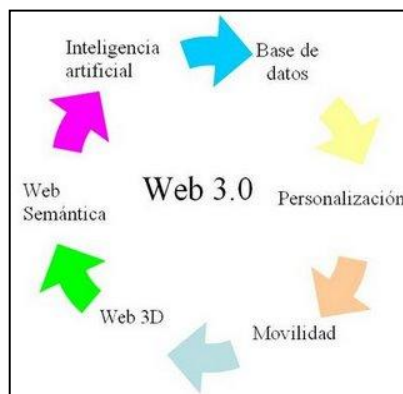 Inteligencia
artificial
Base de
datos
Web 3.0
Personalización
Movilidad
Web 3D
Web
Semántica